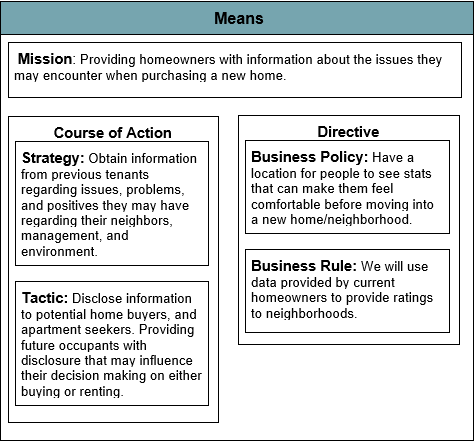 Means
Mission: Providing homeowners with information about the issues they
may encounter when purchasing a new home.
Course of Action
Strategy: Obtain information
from previous tenants
regarding issues, problems,
and positives they may have
regarding their neighbors,
management, and
environment.
Tactic: Disclose information
to potential home buyers, and
apartment seekers. Providing
future occupants with
disclosure that may influence
their decision making on either
buying or renting.
Directive
Business Policy: Have a
location for people to see stats
that can make them feel
comfortable before moving into
a new home/neighborhood.
Business Rule: We will use
data provided by current
homeowners to provide ratings
to neighborhoods.